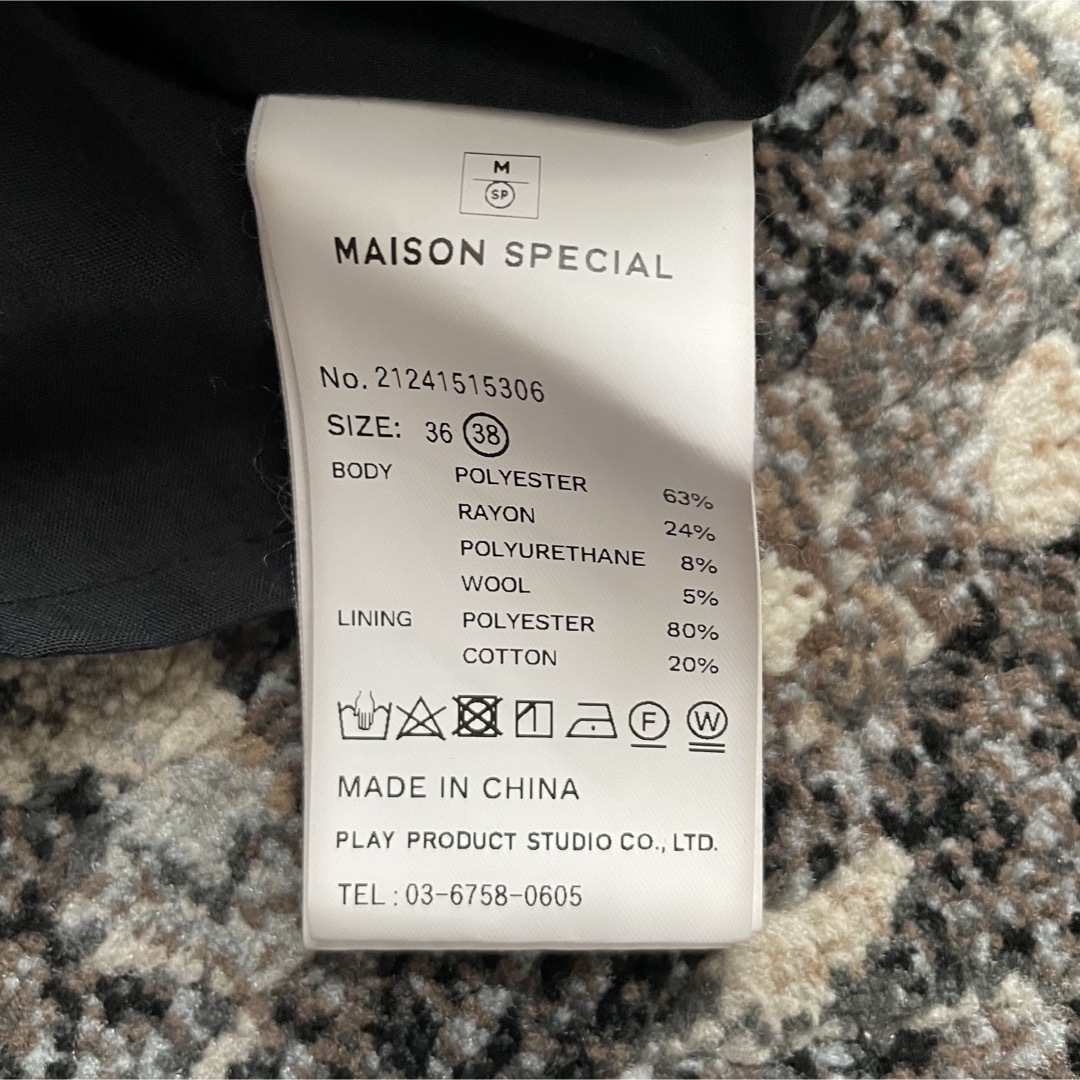 M
SP
MAISON SPECIAL
No. 21241515306
SIZE: 36 38
BODY POLYESTER 63%
RAYON 24%
POLYURETHANE 8%
WOOL 5%
LINING POLYESTER 80%
COTTON 20%
F W
MADE IN CHINA
PLAY PRODUCT STUDIO CO., LTD.
TEL : 03-6758-0605